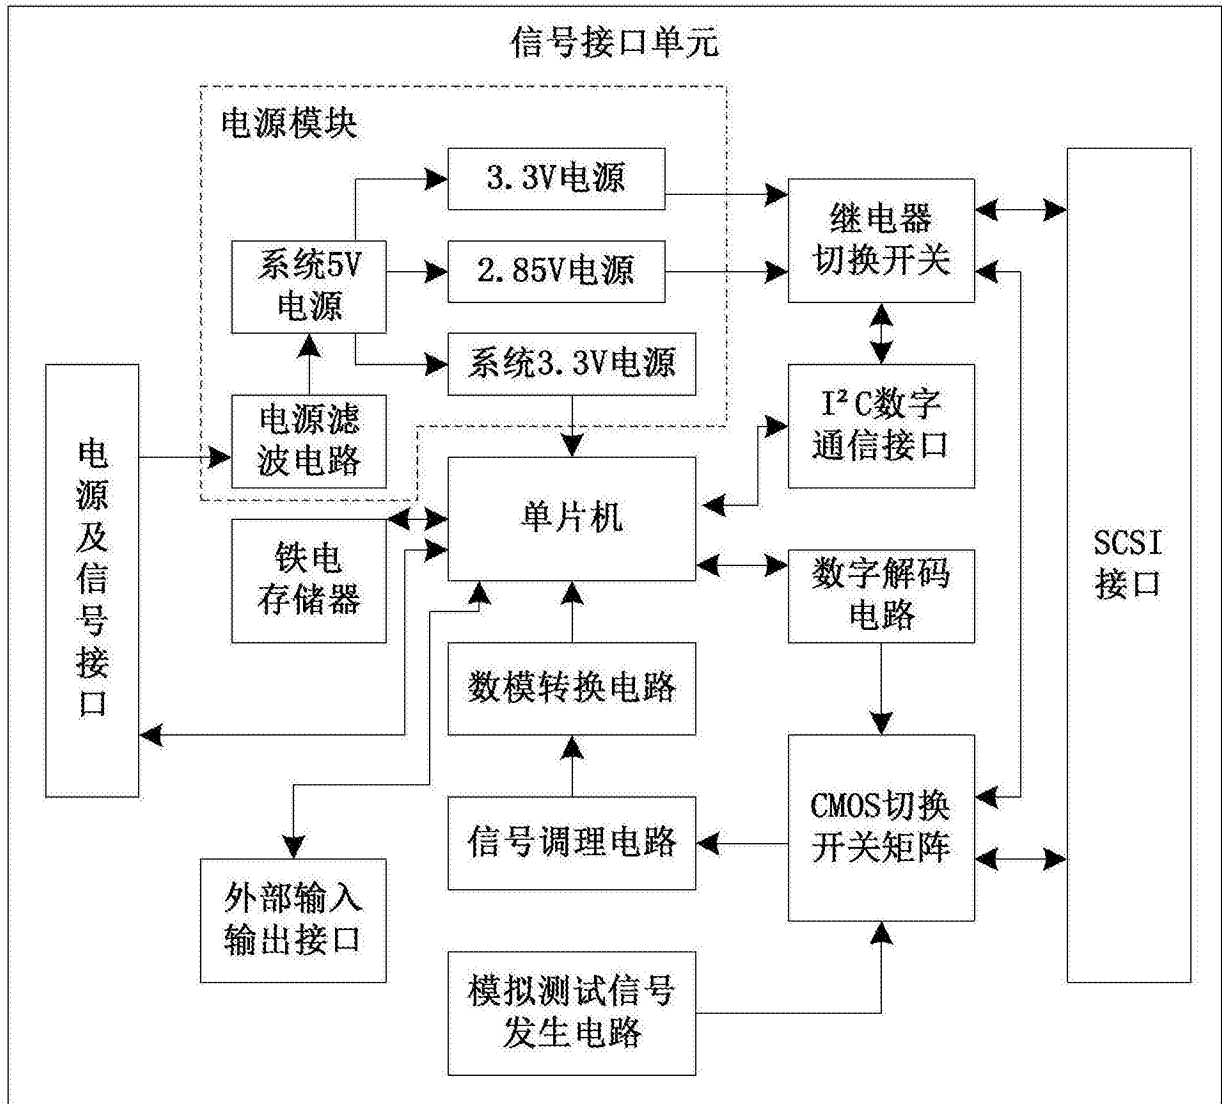 信号接口单元
电源模块
3.3V电源
继电器
切换开关
系统5V
电源
2.85V电源
系统3.3V电源
I²C数字
通信接口
电源滤
波电路
电源及信号接口
单片机
SCSI
接口
铁电
存储器
数字解码
电路
数模转换电路
CMOS切换
开关矩阵
信号调理电路
外部输入
输出接口
模拟测试信号
发生电路